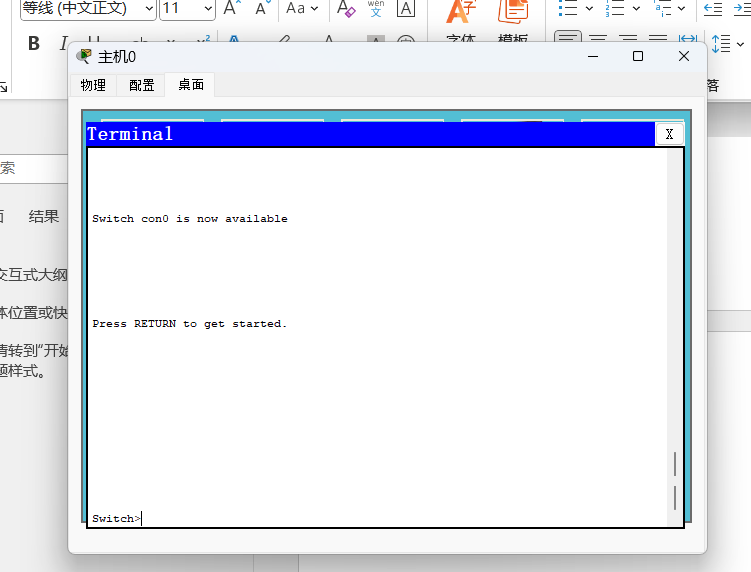 等线 (中文正文)
11
A
A
Aa
A
wén
文
A
B
I
字体
模板
落
主机0
物理
配置
桌面
Terminal
X
索
结果
交互式大纲
体位置或快
请转到“开始
题样式。
Switch con0 is now available
Press RETURN to get started.
Switch>